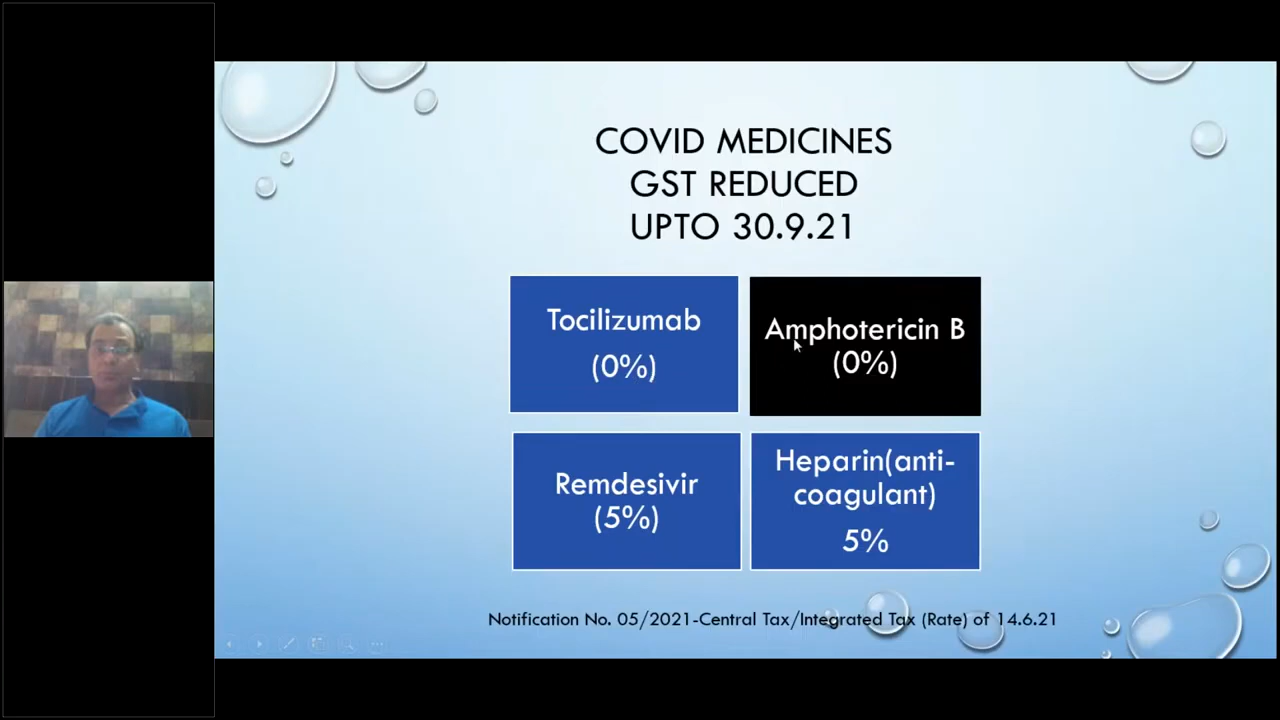 COVID MEDICINES
GST REDUCED
UPTO 30.9.21
Tocilizumab
(0%)
Amphotericin B
(0%)
Remdesivir
(5%)
Heparin(anti-
coagulant)
5%
Notification No. 05/2021-Central Tax/Integrated Tax (Rate) of 14.6.21